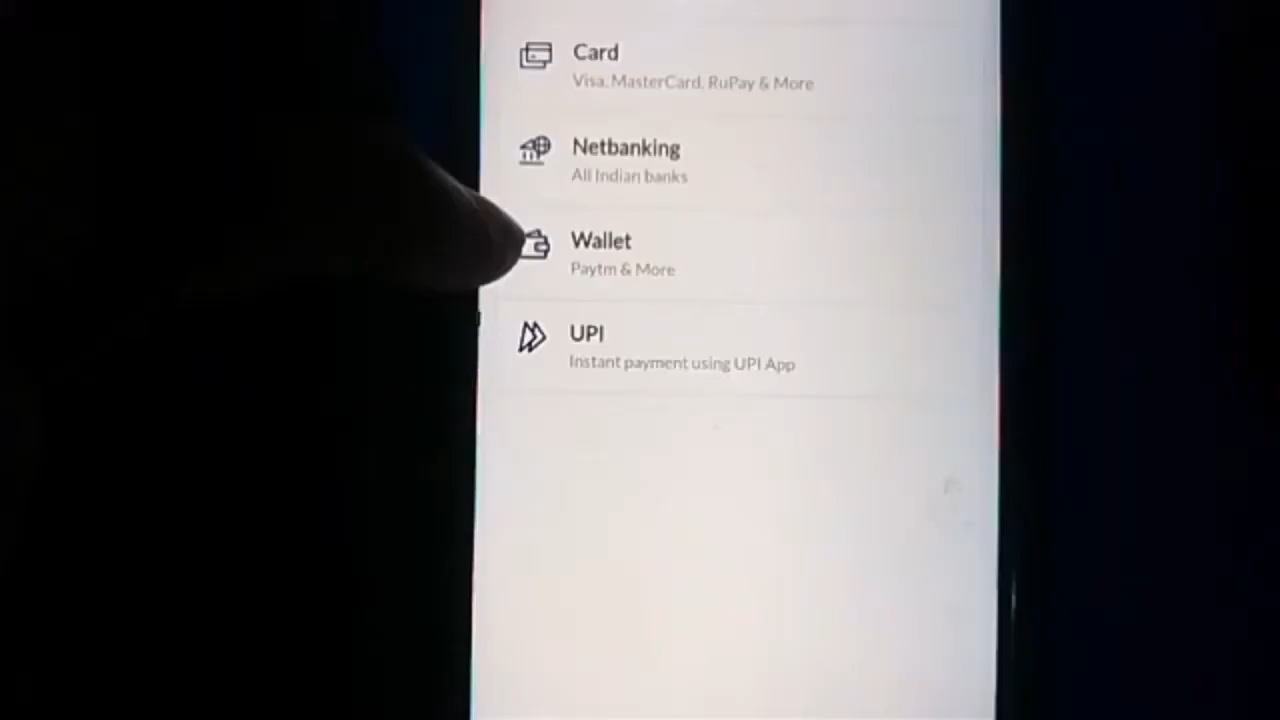 Card
Visa, MasterCard, RuPay & More
Netbanking
All Indian banks
Wallet
Paytm & More
UPI
Instant payment using UPI App